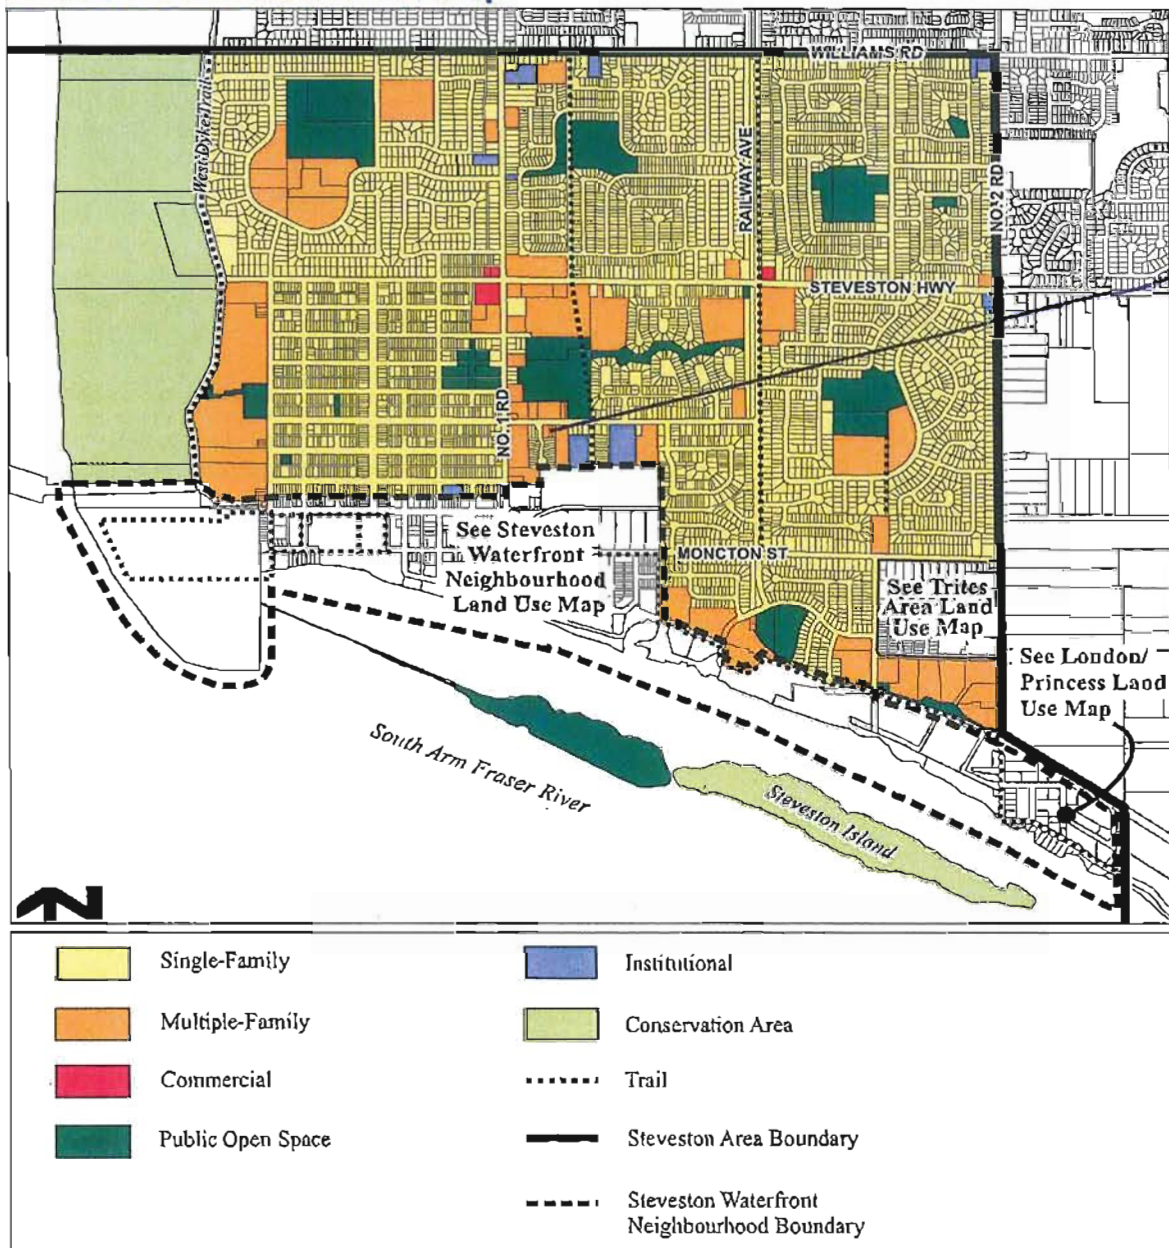 WILLIAMS RD
West Dyke Trail
RAILWAY AVE
NO. 2 RD
STEVESTON HWY
NO. 1 RD
See Steveston
Waterfront
Neighbourhood
Land Use Map
MONCTON ST
See Trites
Area Land
Use Map
See London/
Princess Land
Use Map
South Arm Fraser River
Steveston Island
Single-Family
Multiple-Family
Commercial
Public Open Space
Institutional
Conservation Area
Trail
Steveston Area Boundary
Steveston Waterfront
Neighbourhood Boundary